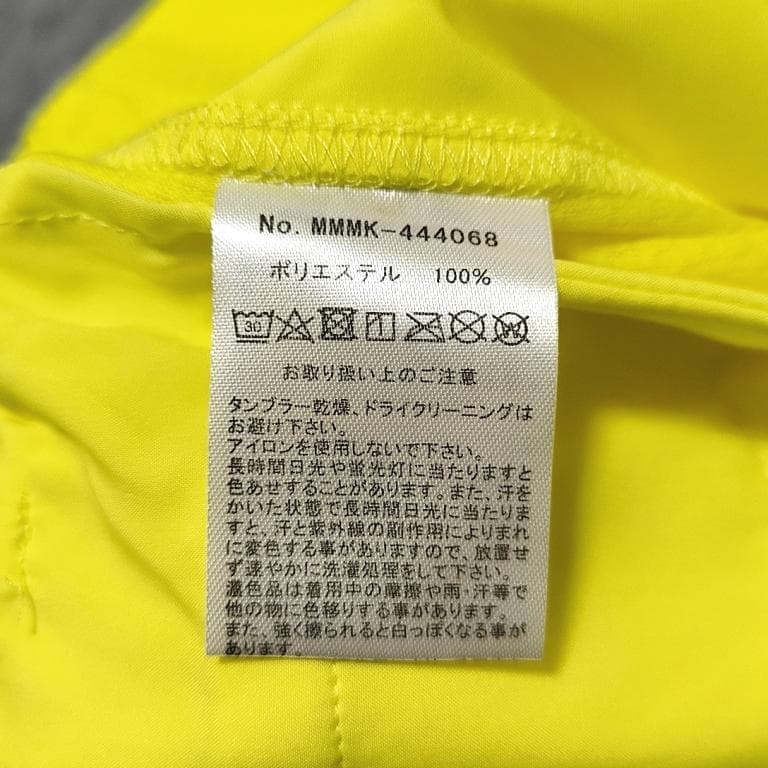 No. MMMK-444068
ポリエステル 100%
30 W
お取り扱い上のご注意
タンブラー乾燥、ドライクリーニングは
お避け下さい。
アイロンを使用しないで下さい。
長時間日光や蛍光灯に当たりますと
色あせすることがあります。また、汗を
かいた状態で長時間日光に当たりま
すと、汗と紫外線の副作用によりまれ
に変色する事がありますので、放置せ
ず速やかに洗濯処理をして下さい。
濃色品は着用中の摩擦や雨・汗等で
他の物に色移りする事があります。
また、強く擦られると白っぽくなる事が
あります。